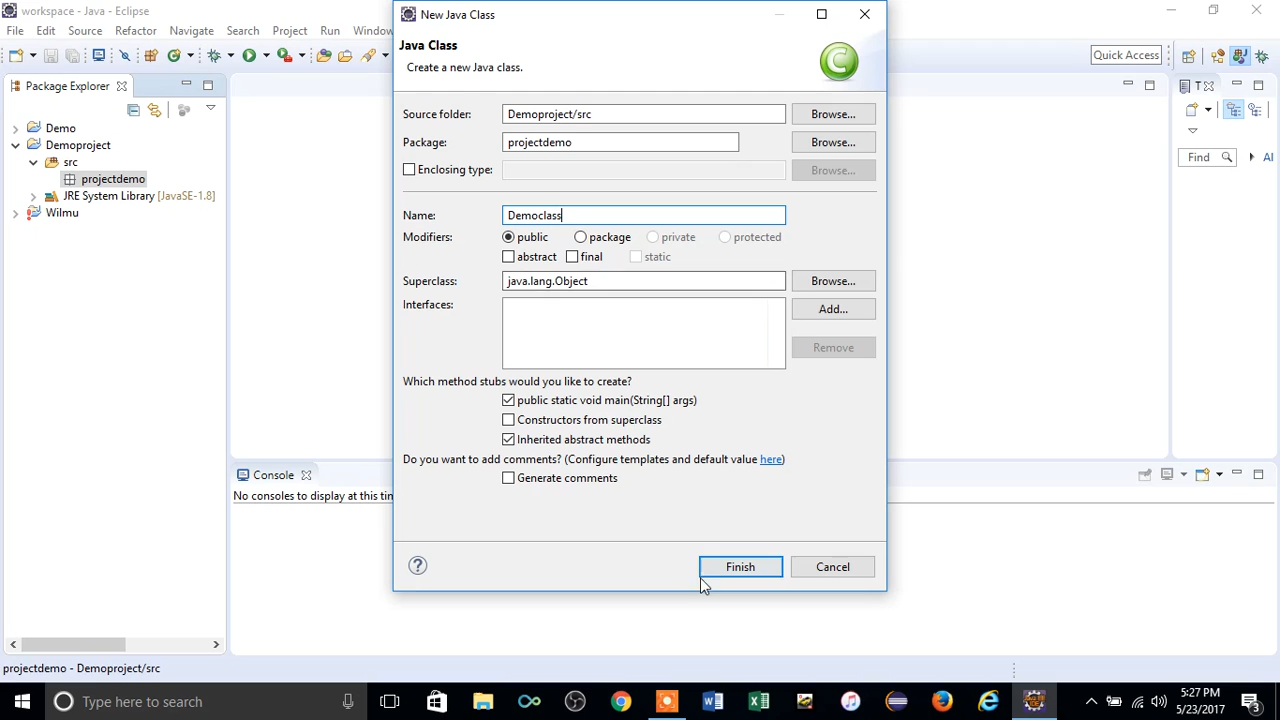 workspace - Java - Eclipse
File Edit Source Refactor Navigate Search Project Run Window
Quick Access
Package Explorer
Demo
Demoproject
src
projectdemo
JRE System Library [JavaSE-1.8]
Wilmu
New Java Class
Java Class
Create a new Java class.
Source folder: Demoproject/src Browse...
Package: projectdemo Browse...
Enclosing type: Browse...
Name: Democlass
Modifiers: public package private protected
abstract final static
Superclass: java.lang.Object Browse...
Interfaces: Add...
Remove
Which method stubs would you like to create?
public static void main(String[] args)
Constructors from superclass
Inherited abstract methods
Do you want to add comments? (Configure templates and default value here)
Generate comments
Finish Cancel
T
Find Al
Console
No consoles to display at this tim
projectdemo - Demoproject/src
Type here to search
5:27 PM
5/23/2017
3